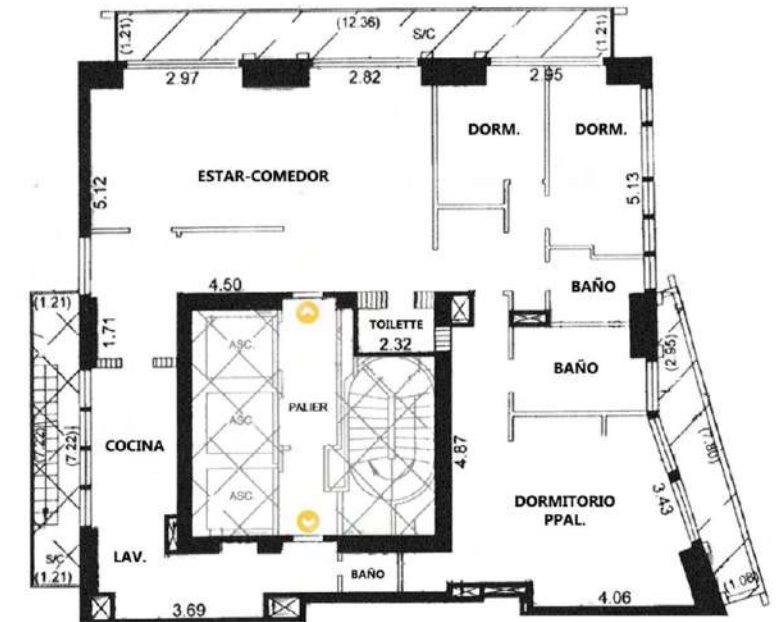 (12.36)
(1.21)
S/C
(1.21)
2.97
2.82
2.95
DORM.
DORM.
ESTAR-COMEDOR
5.12
5.13
4.50
BAÑO
(1.21)
1.71
TOILETTE
2.32
ASC.
PALIER
BAÑO
(2.95)
ASC.
(7.22)
(7.22)
COCINA
4.87
(7.80)
3.43
ASC.
DORMITORIO
PPAL.
LAV.
S/C
(1.21)
BAÑO
(1.08)
3.69
4.06